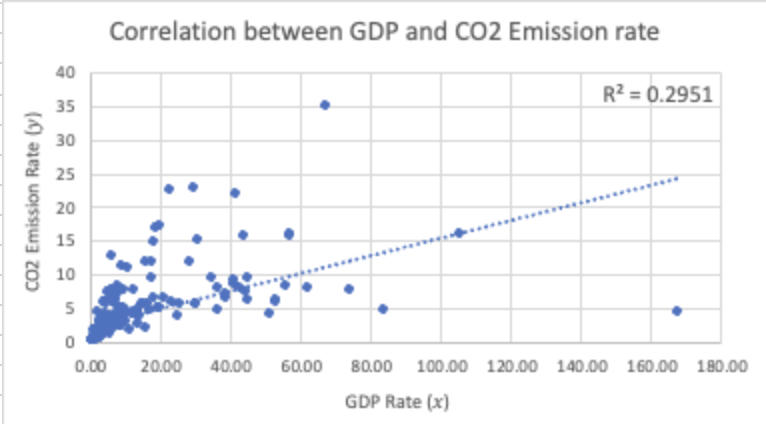 Correlation between GDP and CO2 Emission rate
R² = 0.2951
CO2 Emission Rate (y)
40
35
30
25
20
15
10
5
0
0.00 20.00 40.00 60.00 80.00 100.00 120.00 140.00 160.00 180.00
GDP Rate (x)